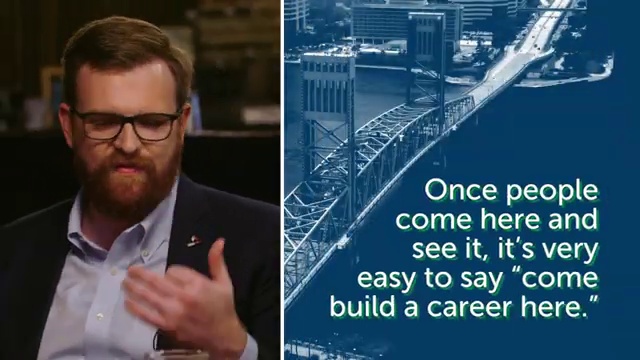 Once people
come here and
see it, it's very
easy to say "come
build a career here."